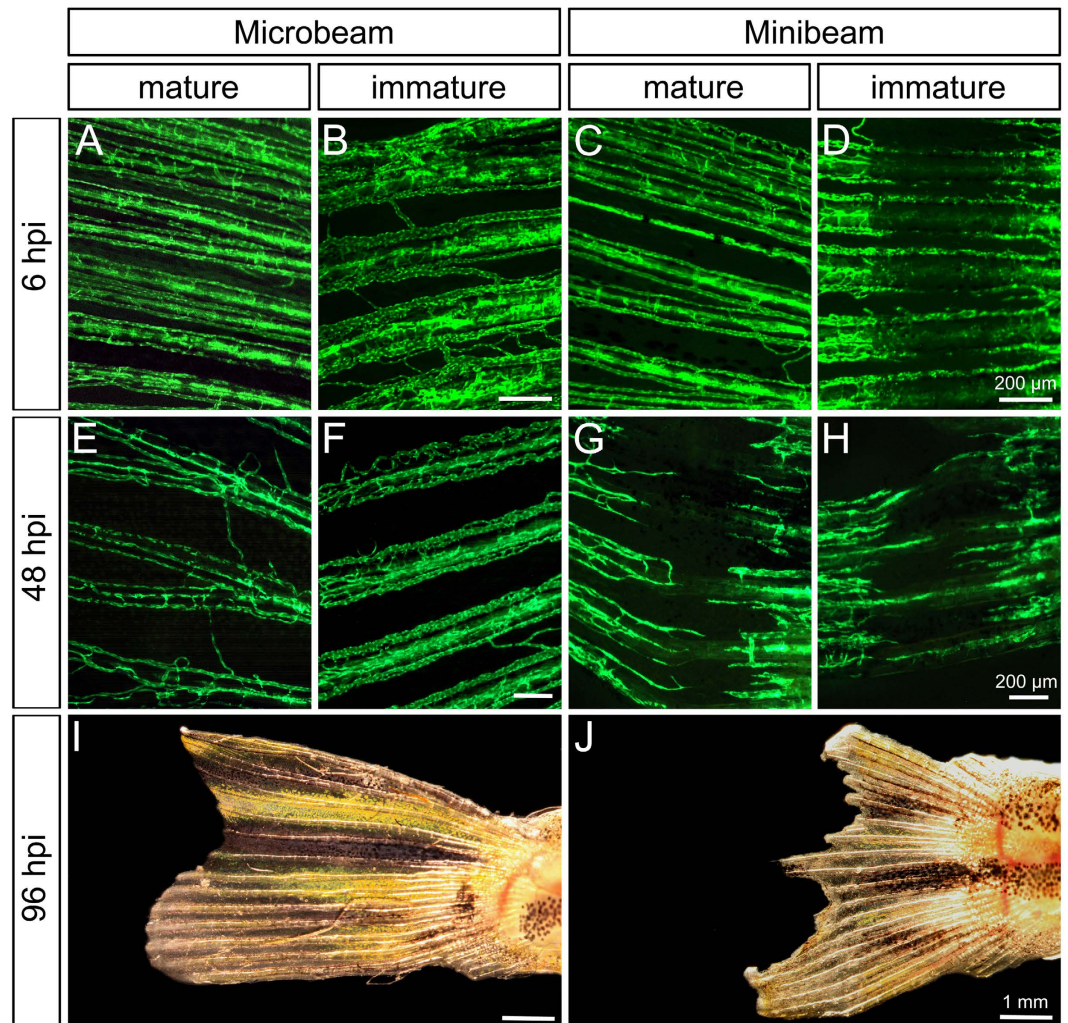 Microbeam
Minibeam
mature
immature
mature
immature
6 hpi
A
B
C
D
200 µm
48 hpi
E
F
G
H
200 µm
96 hpi
I
J
1 mm